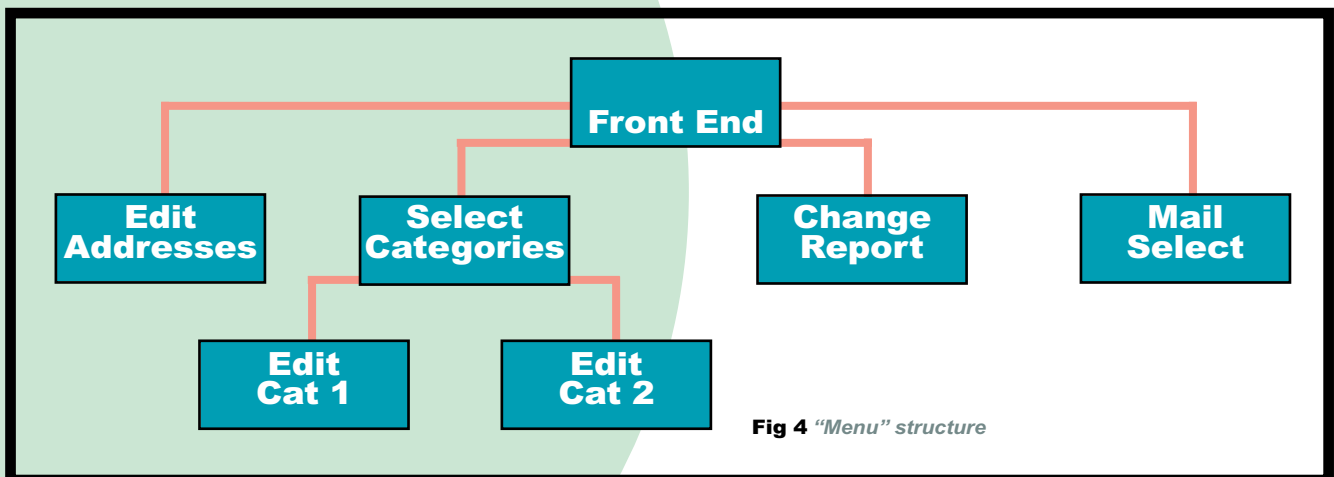 Front End
Edit
Addresses
Select
Categories
Change
Report
Mail
Select
Edit
Cat 1
Edit
Cat 2
Fig 4 “Menu” structure